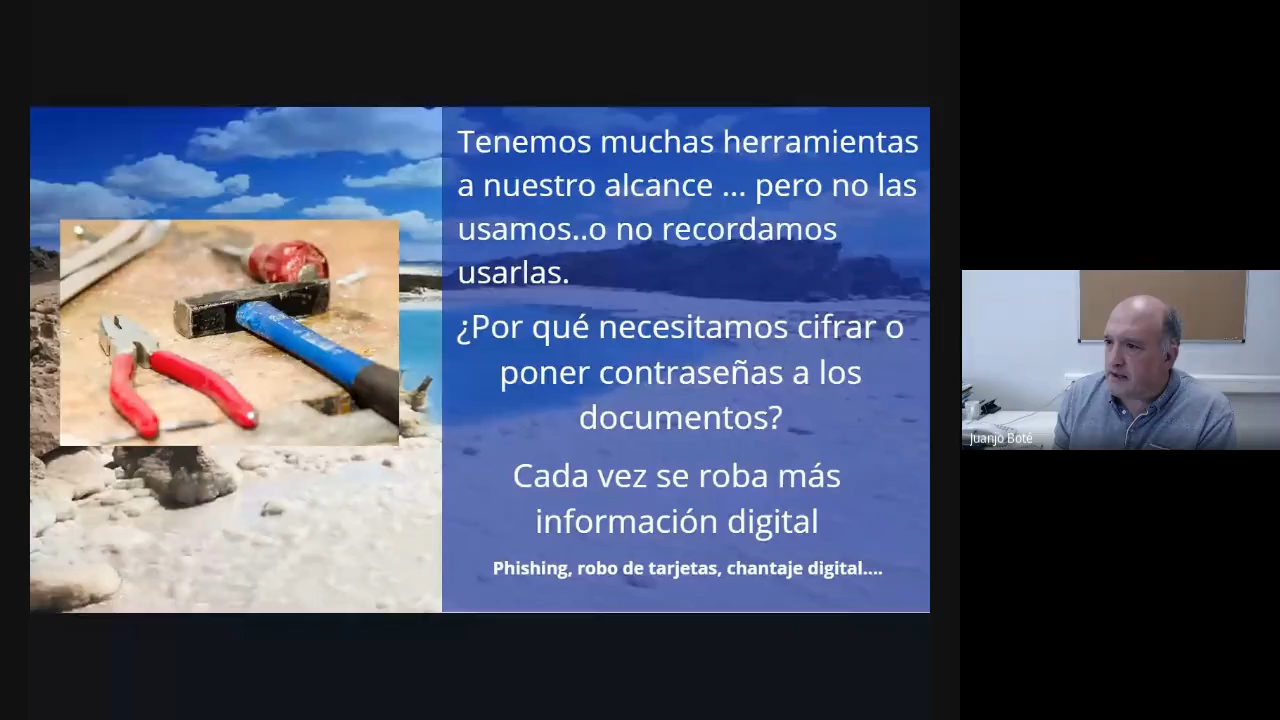 Tenemos muchas herramientas
a nuestro alcance ... pero no las
usamos..o no recordamos
usarlas.
¿Por qué necesitamos cifrar o
poner contraseñas a los
documentos?
Cada vez se roba más
información digital
Phishing, robo de tarjetas, chantaje digital....
Juanjo Boté